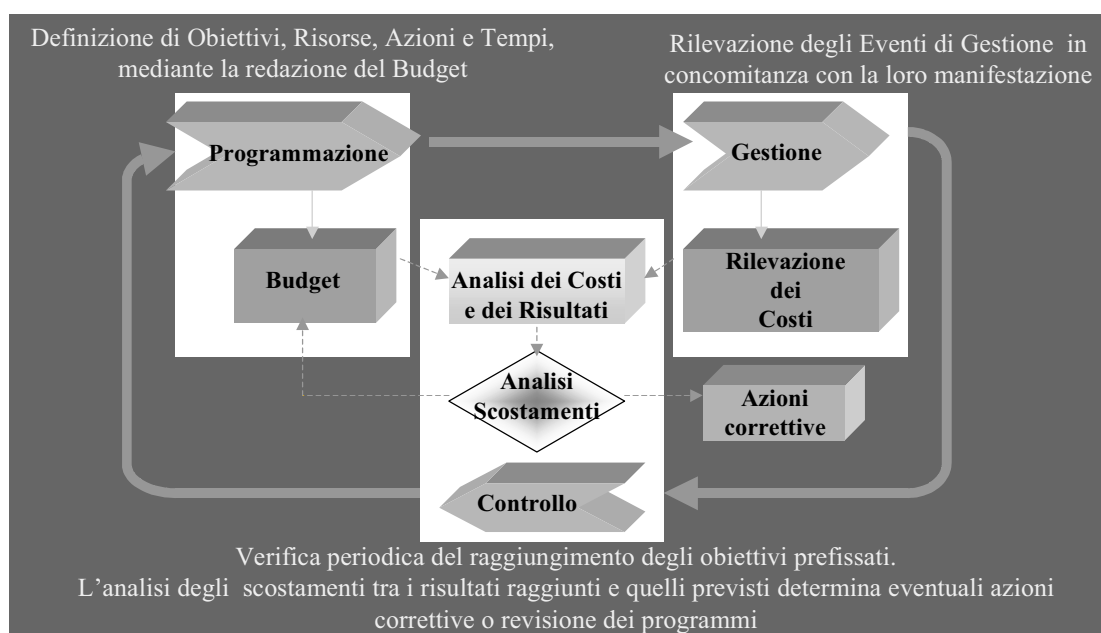 Definizione di Obiettivi, Risorse, Azioni e Tempi,
mediante la redazione del Budget
Rilevazione degli Eventi di Gestione in
concomitanza con la loro manifestazione
Programmazione
Gestione
Budget
Analisi dei Costi
e dei Risultati
Rilevazione
dei
Costi
Analisi
Scostamenti
Azioni
correttive
Controllo
Verifica periodica del raggiungimento degli obiettivi prefissati.
L’analisi degli scostamenti tra i risultati raggiunti e quelli previsti determina eventuali azioni
correttive o revisione dei programmi